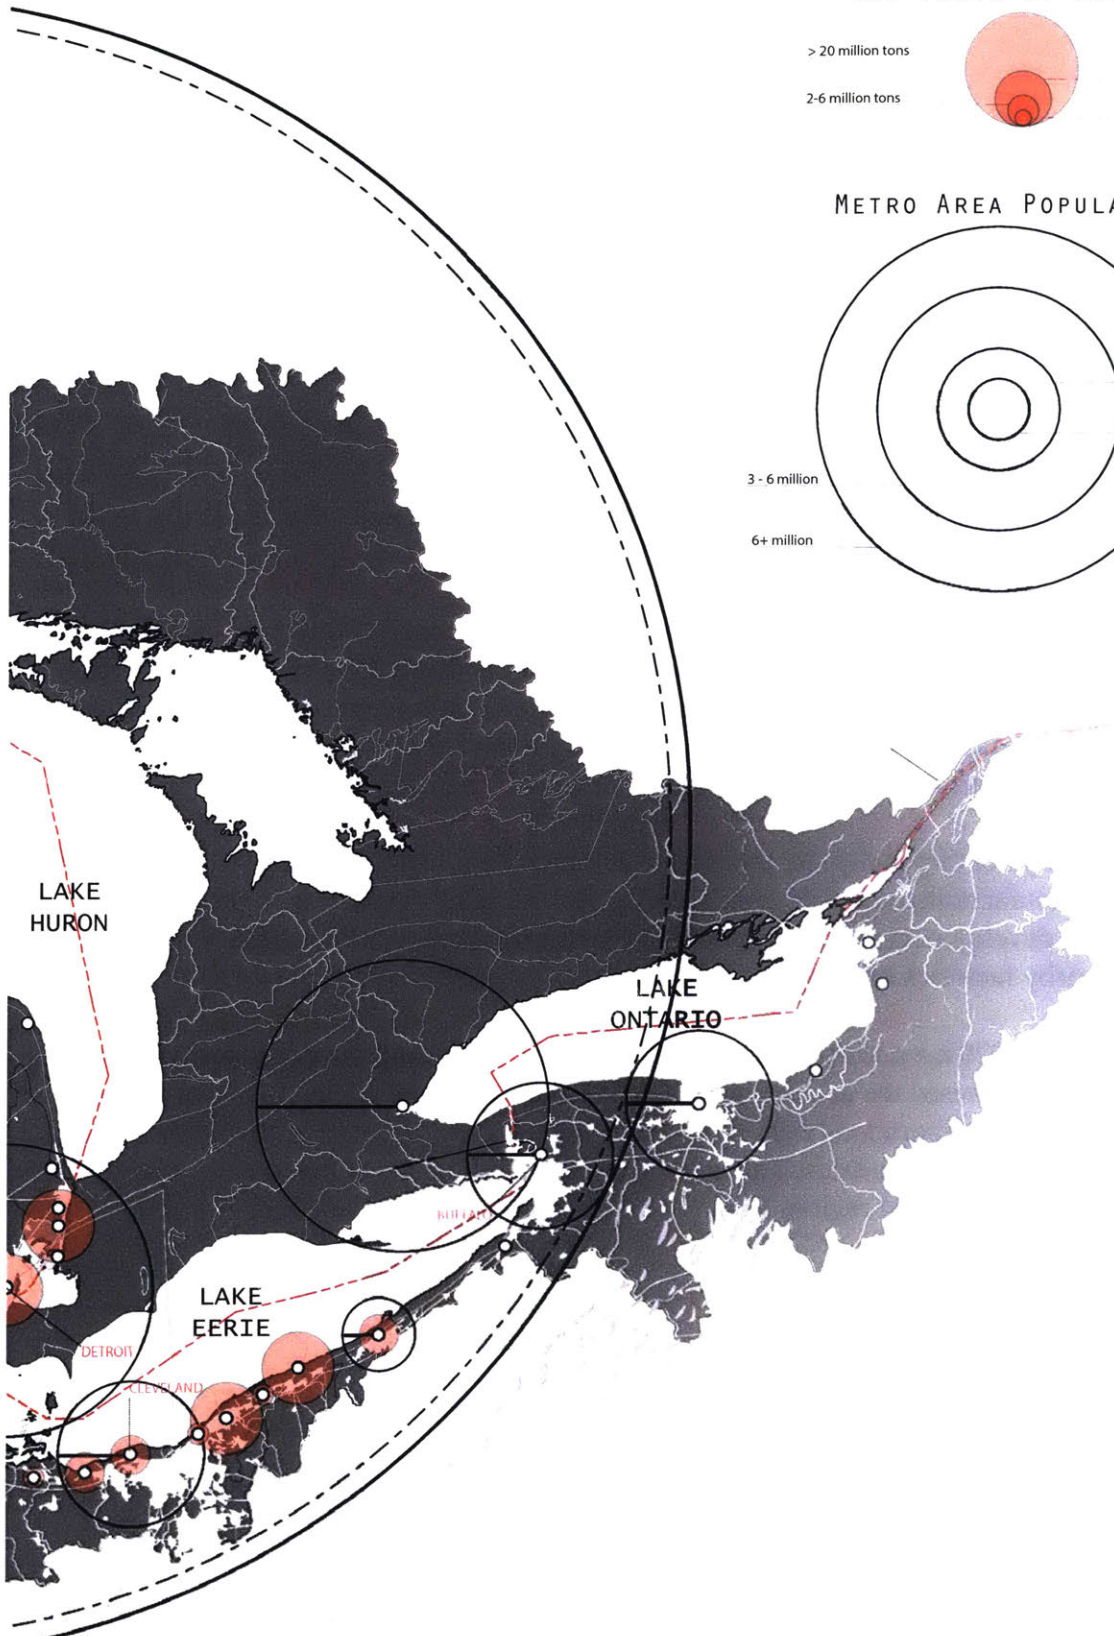 > 20 million tons
2-6 million tons
METRO AREA POPULA
3 - 6 million
6+ million
LAKE
HURON
LAKE
ONTARIO
BUFFALO
LAKE
EERIE
DETROIT
CLEVELAND